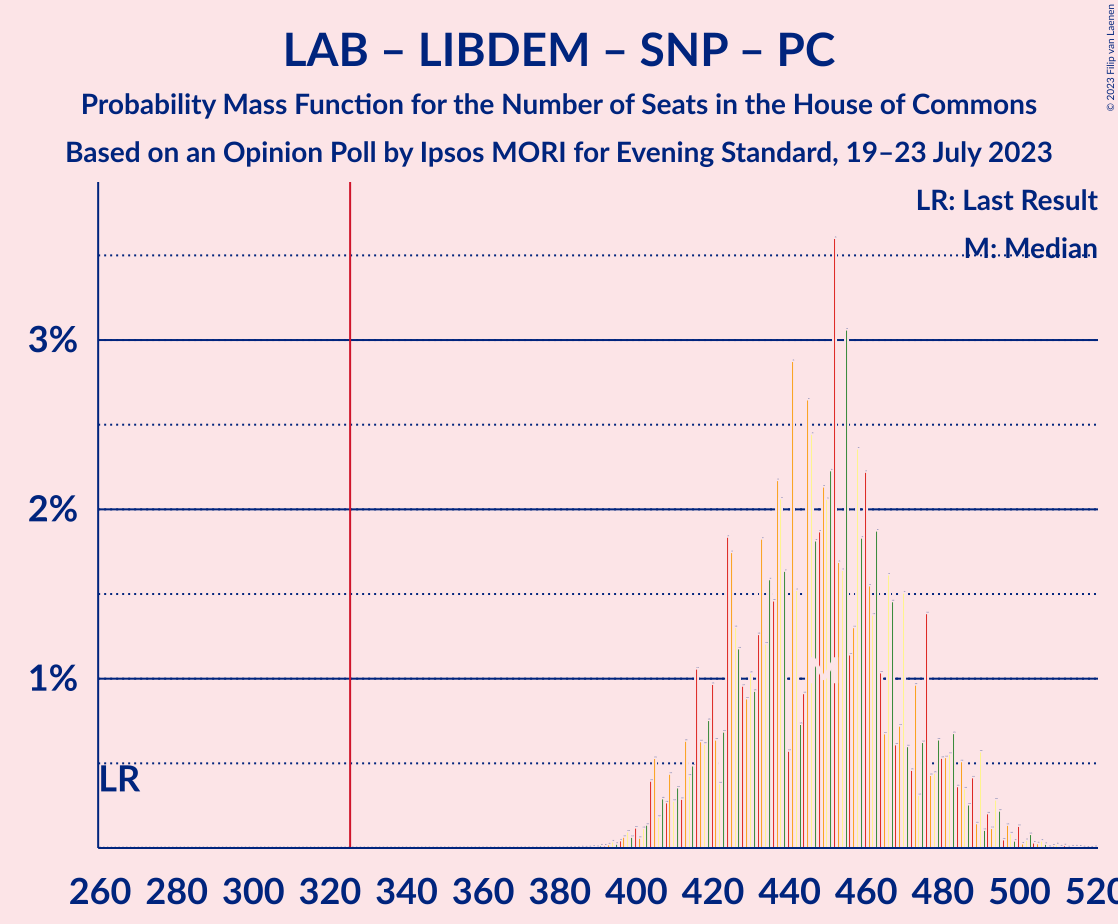 LAB – LIBDEM – SNP – PC
Probability Mass Function for the Number of Seats in the House of Commons
Based on an Opinion Poll by Ipsos MORI for Evening Standard, 19–23 July 2023
© 2023 Filip van Laenen
LR: Last Result
M: Median
3%
2%
1%
LR
260 280 300 320 340 360 380 400 420 440 460 480 500 520